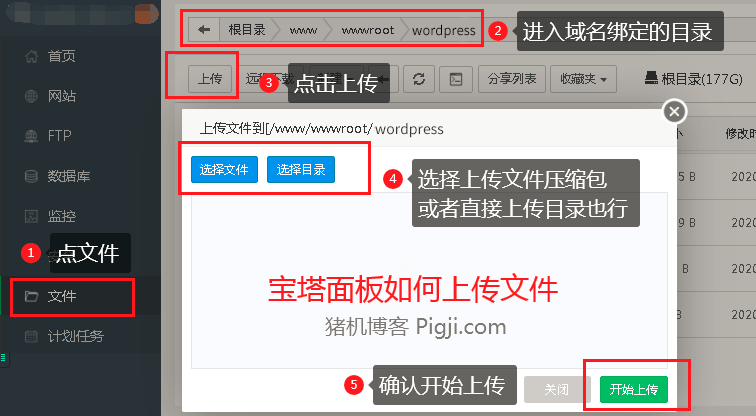 首页
网站
FTP
数据库
监控
1 点文件
文件
计划任务
根目录 www wwwroot wordpress
2 进入域名绑定的目录
上传
分享列表
收藏夹
根目录(177G)
3 点击上传
上传文件到[/www/wwwroot/ wordpress
修改时
选择文件 选择目录
4 选择上传文件压缩包
或者直接上传目录也行
5 B 2020
9 B 2020
B 2020
B 2020
宝塔面板如何上传文件
猪机博客 Pigji.com
5 确认开始上传
关闭
开始上传